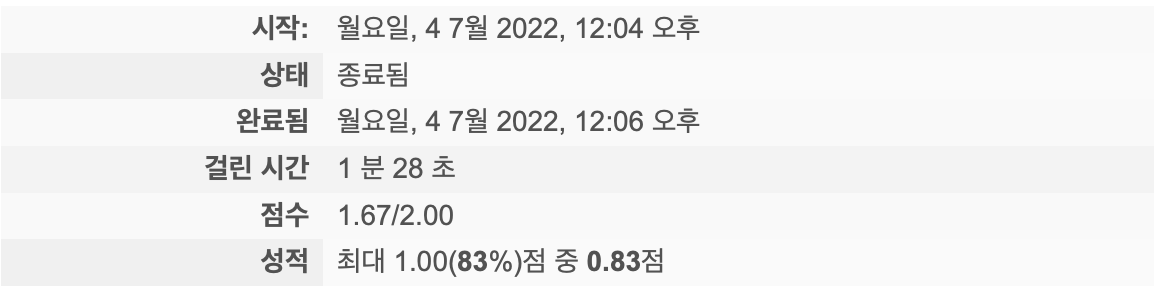 시작: 월요일, 4 7월 2022, 12:04 오후
상태 종료됨
완료됨 월요일, 4 7월 2022, 12:06 오후
걸린 시간 1 분 28 초
점수 1.67/2.00
성적 최대 1.00(83%)점 중 0.83점